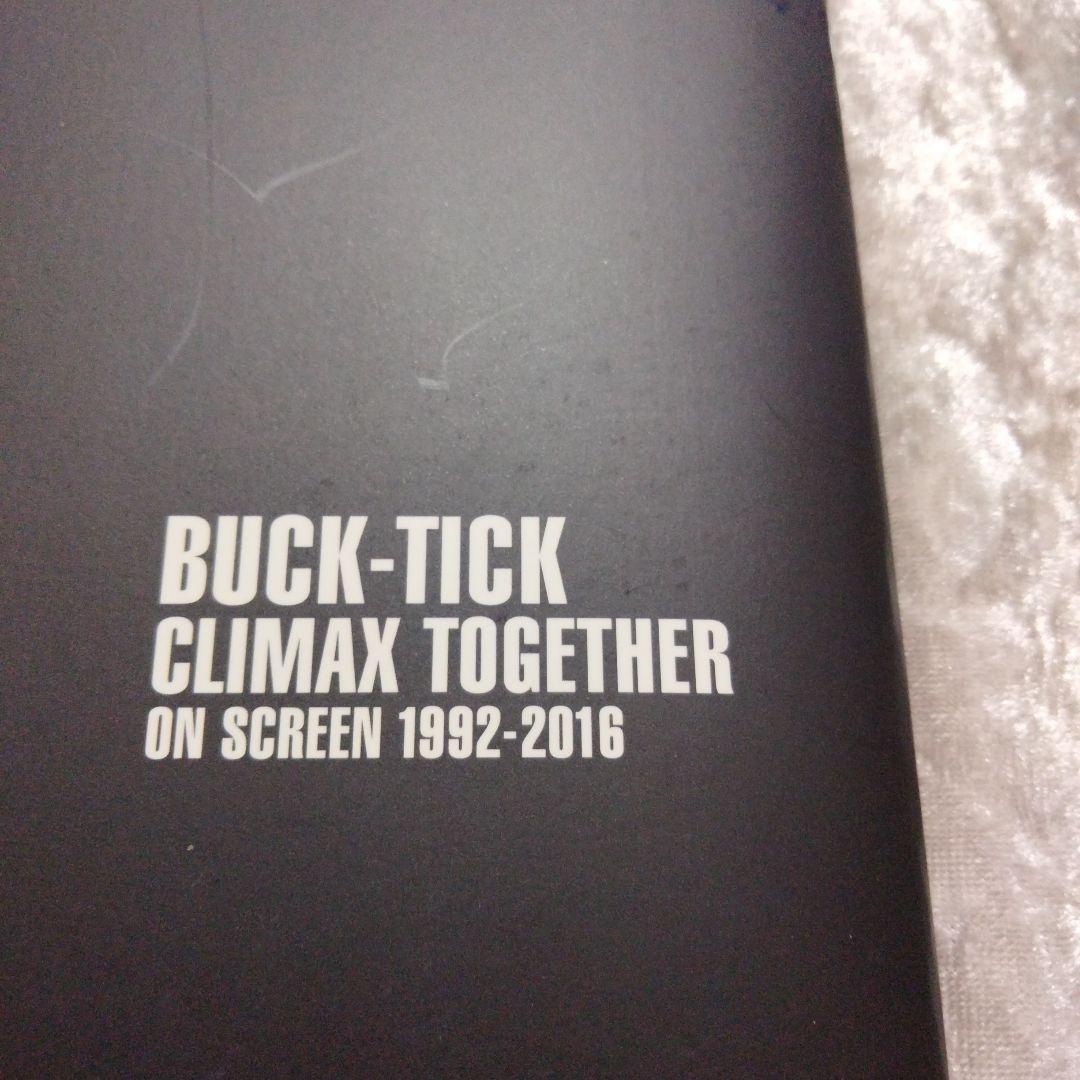 BUCK-TICK
CLIMAX TOGETHER
ON SCREEN 1992-2016